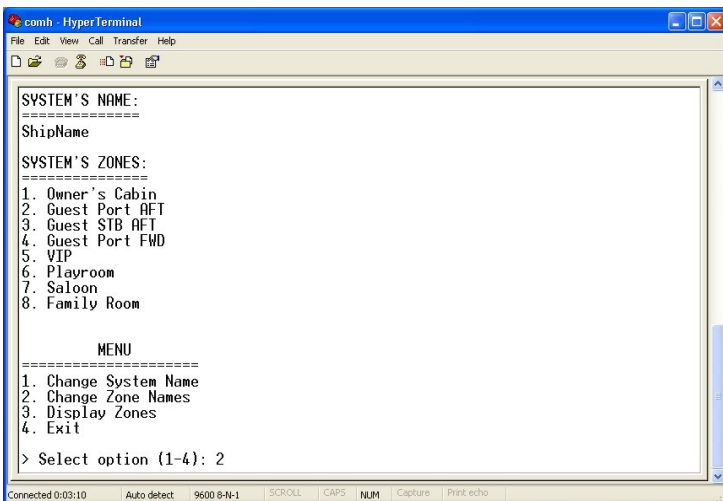 comh - HyperTerminal
File Edit View Call Transfer Help
SYSTEM'S NAME:
==============
ShipName
SYSTEM'S ZONES:
===============
1. Owner's Cabin
2. Guest Port AFT
3. Guest STB AFT
4. Guest Port FWD
5. VIP
6. Playroom
7. Saloon
8. Family Room
MENU
=====================
1. Change System Name
2. Change Zone Names
3. Display Zones
4. Exit
> Select option (1-4): 2
Connected 0:03:10 Auto detect 9600 8-N-1 SCROLL CAPS NUM Capture Print echo